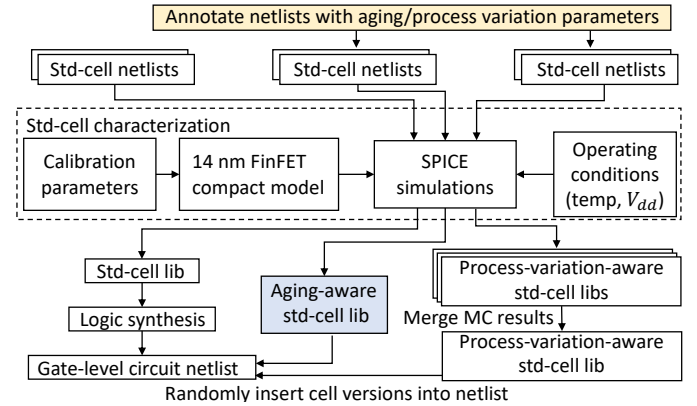 Annotate netlists with aging/process variation parameters
Std-cell netlists
Std-cell netlists
Std-cell netlists
Std-cell characterization
Calibration
parameters
14 nm FinFET
compact model
SPICE
simulations
Operating
conditions
(temp, V_dd)
Std-cell lib
Logic synthesis
Gate-level circuit netlist
Aging-aware
std-cell lib
Process-variation-aware
std-cell libs
Merge MC results
Process-variation-aware
std-cell lib
Randomly insert cell versions into netlist